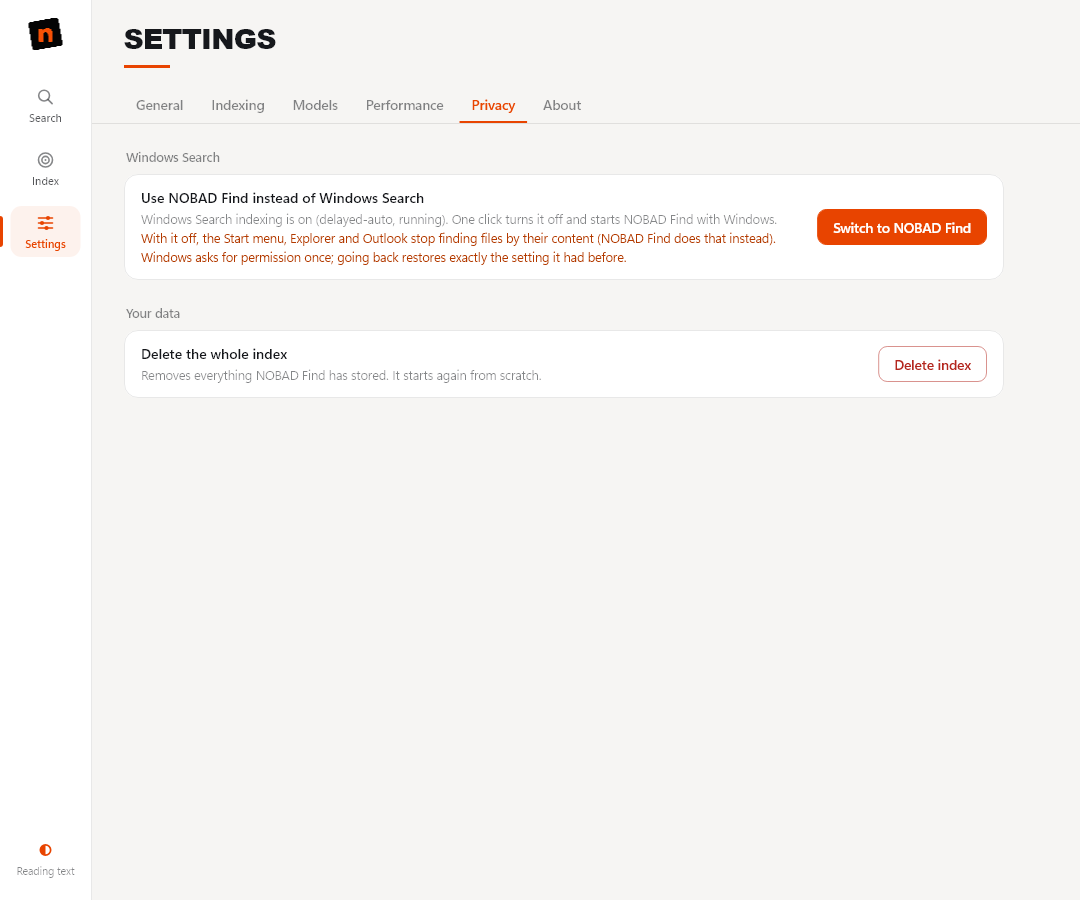 n
SETTINGS
Search
Index
Settings
General Indexing Models Performance Privacy About
Windows Search
Use NOBAD Find instead of Windows Search
Windows Search indexing is on (delayed-auto, running). One click turns it off and starts NOBAD Find with Windows.
With it off, the Start menu, Explorer and Outlook stop finding files by their content (NOBAD Find does that instead).
Windows asks for permission once; going back restores exactly the setting it had before.
Switch to NOBAD Find
Your data
Delete the whole index
Removes everything NOBAD Find has stored. It starts again from scratch.
Delete index
Reading text